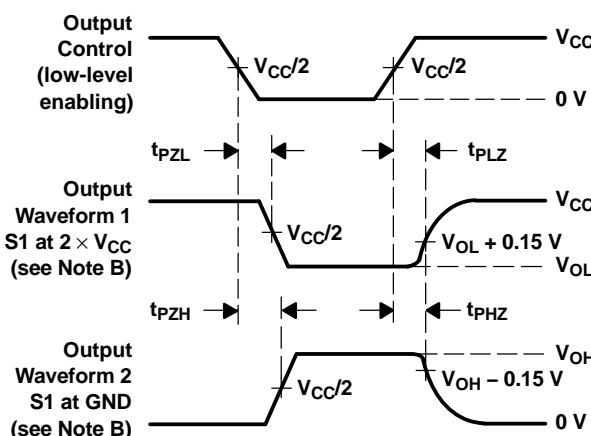 Output
Control
(low-level
enabling)
VCC/2
VCC/2
VCC
0 V
tPZL
tPLZ
Output
Waveform 1
S1 at 2 × VCC
(see Note B)
VCC/2
VCC
VOL + 0.15 V
VOL
tPZH
tPHZ
Output
Waveform 2
S1 at GND
(see Note B)
VCC/2
VOH
VOH – 0.15 V
0 V